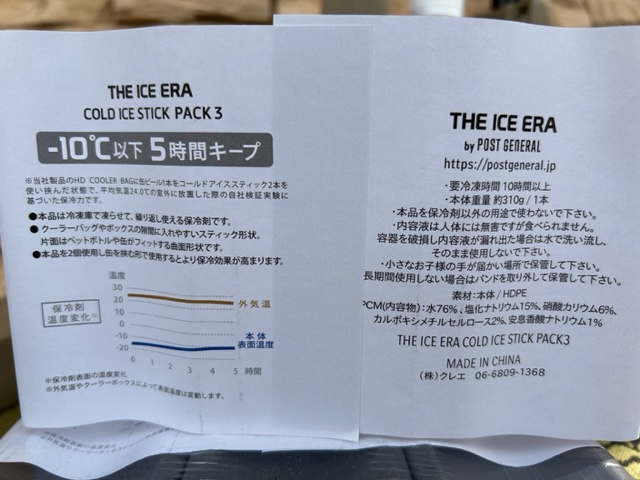 THE ICE ERA
COLD ICE STICK PACK 3
-10℃以下 5時間キープ
※当社製品のHD COOLER BAGに缶ビール1本をコールドアイススティック2本を
使い挟んだ状態で、平均気温24.0℃の室外に放置した際の自社検証実験に
基づいた保冷力です。
●本品は冷凍庫で凍らせて、繰り返し使える保冷剤です。
●クーラーバッグやボックスの隙間に入れやすいスティック形状。
片面はペットボトルや缶がフィットする曲面形状です。
●本品を2個使用し缶を挟む形で使用するとより保冷効果が高まります。
保冷剤
温度変化※
温度
30
20
10
0
-10
-20
0 1 2 3 4 5 時間
外気温
本体
表面温度
※保冷剤表面の温度変化
※外気温やクーラーボックスによって表面温度は変動します。
THE ICE ERA
by POST GENERAL
https://postgeneral.jp
・要冷凍時間 10時間以上
・本体重量 約310g / 1本
・本品を保冷剤以外の用途で使わないで下さい。
・内容液は人体には無害ですが食べられません。
容器を破損し内容液が漏れ出た場合は水で洗い流し、
そのまま使用しないで下さい。
・小さなお子様の手が届かい場所で保管して下さい。
長期間使用しない場合はバンドを取り外して保管して下さい。
素材：本体 / HDPE
PCM(内容物)：水76%、塩化ナトリウム15%、硝酸カリウム6%、
カルボキシメチルセルロース2%、安息香酸ナトリウム1%
THE ICE ERA COLD ICE STICK PACK3
MADE IN CHINA
(株)クレエ 06-6809-1368